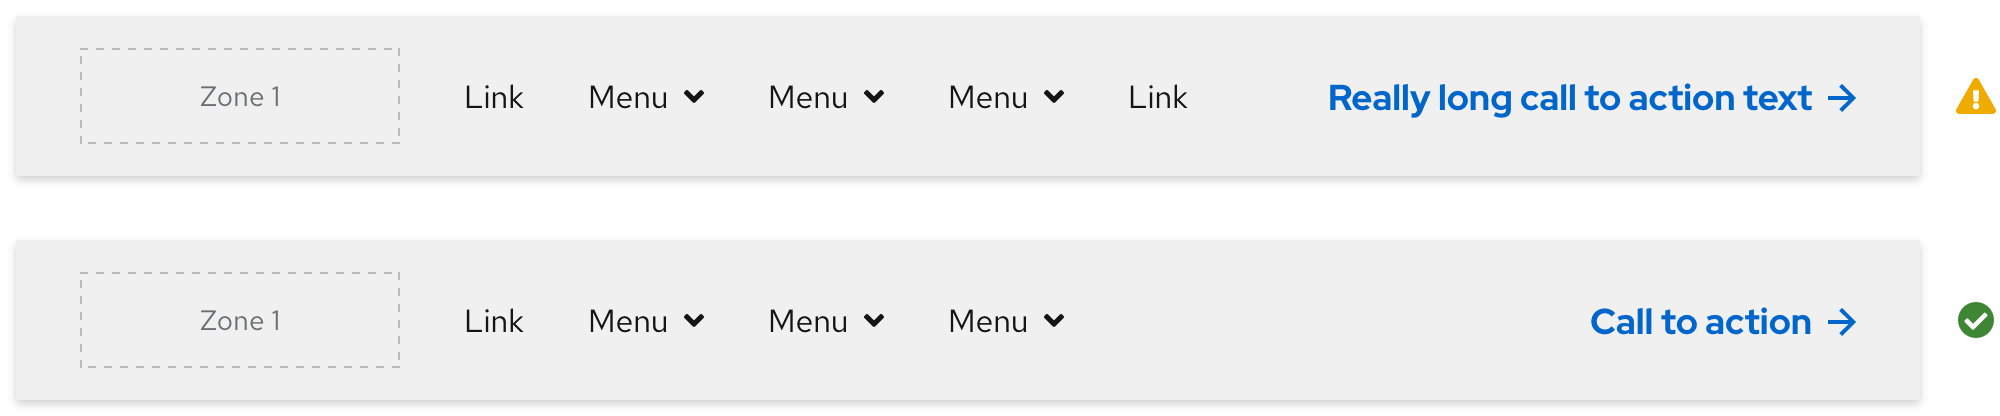 Zone 1 Link Menu Menu Menu Link Really long call to action text
Zone 1 Link Menu Menu Menu Call to action